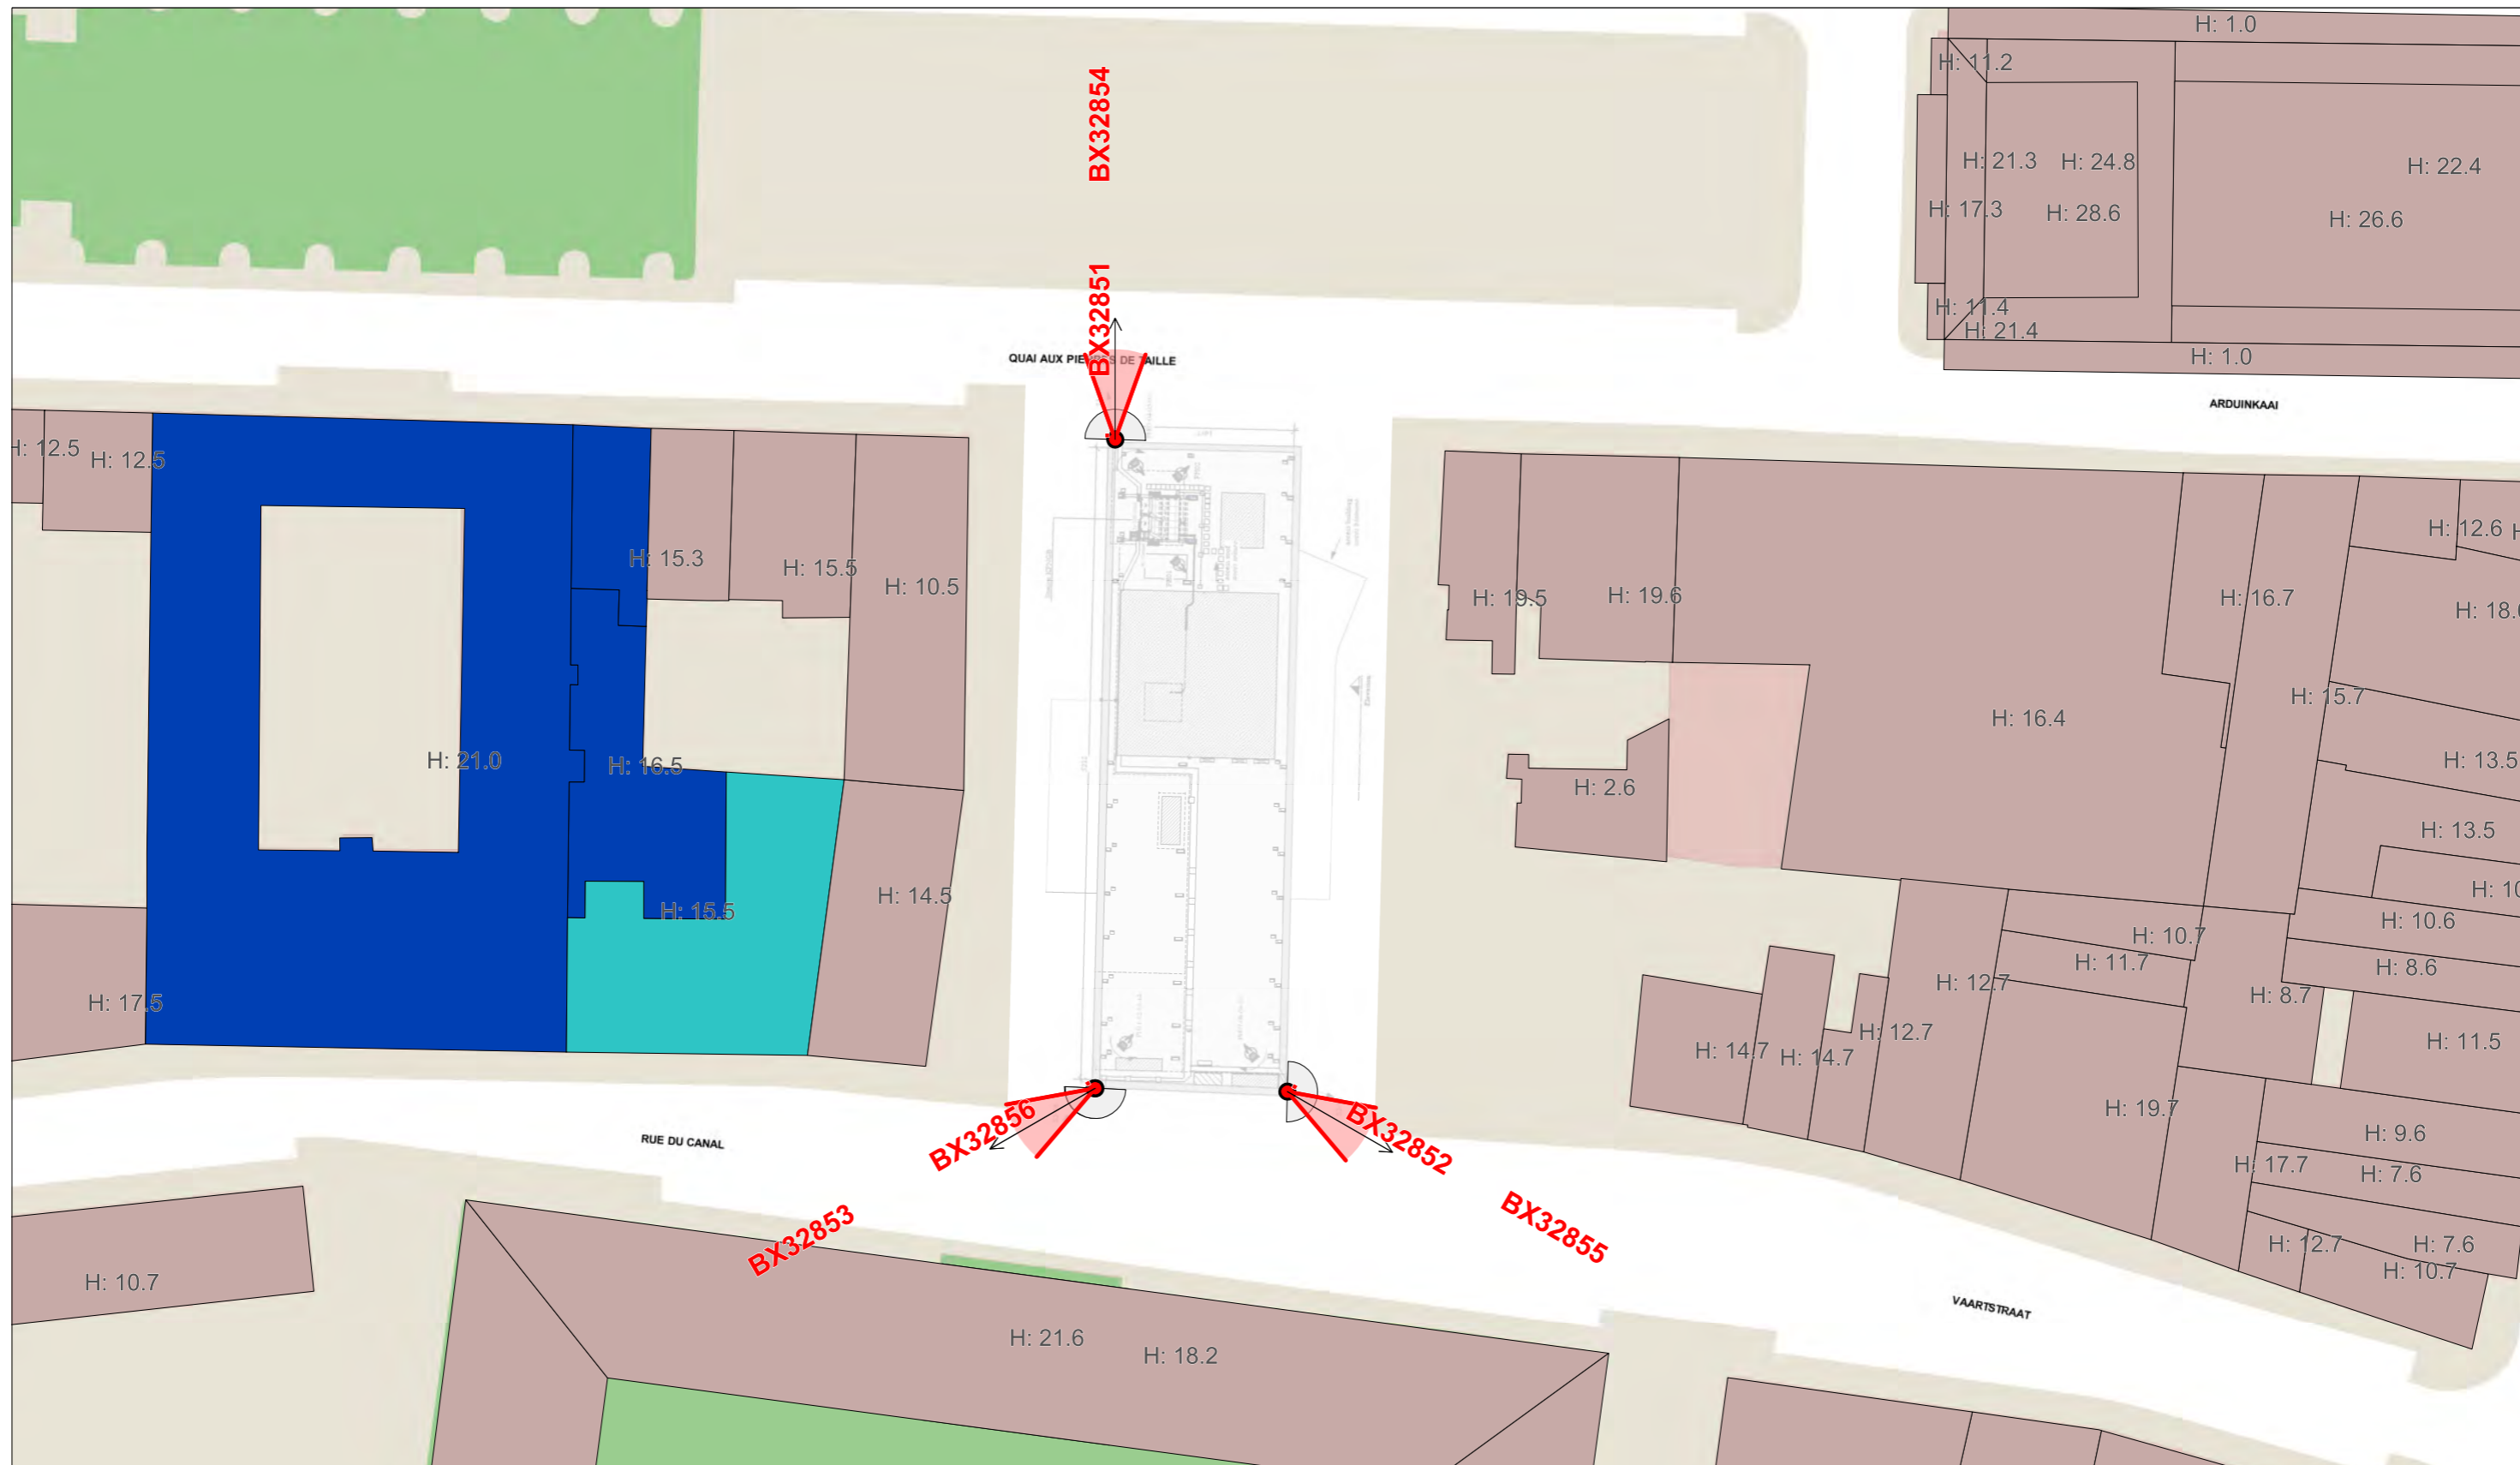 H: 1.0
H: 11.2
BX32854
H: 21.3
H: 24.8
H: 22.4
H: 17.3
H: 28.6
H: 26.6
H: 11.4
BX32851
H: 21.4
H: 1.0
QUAI AUX PIERRES DE TAILLE
ARDUINKAAI
H: 12.5
H: 12.5
H: 12.6
H: 15.3
H: 15.5
H: 10.5
H: 19.5
H: 19.6
H: 16.7
H: 15.7
H: 16.4
H: 21.0
H: 16.5
H: 13.5
H: 2.6
H: 13.5
H: 14.5
H: 15.5
H: 10.6
H: 10.7
H: 11.7
H: 8.6
H: 12.7
H: 8.7
H: 17.5
H: 12.7
H: 11.5
H: 14.7
H: 14.7
H: 19.7
BX32856
BX32852
H: 9.6
RUE DU CANAL
H: 17.7
H: 7.6
BX32853
BX32855
H: 12.7
H: 7.6
H: 10.7
H: 10.7
VAARTSTRAAT
H: 21.6
H: 18.2